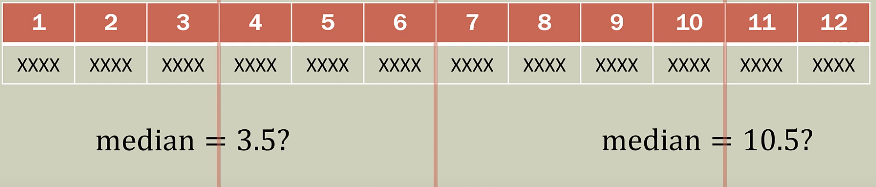 1 2 3 4 5 6 7 8 9 10 11 12
XXXX XXXX XXXX XXXX XXXX XXXX XXXX XXXX XXXX XXXX XXXX XXXX
median = 3.5? median = 10.5?